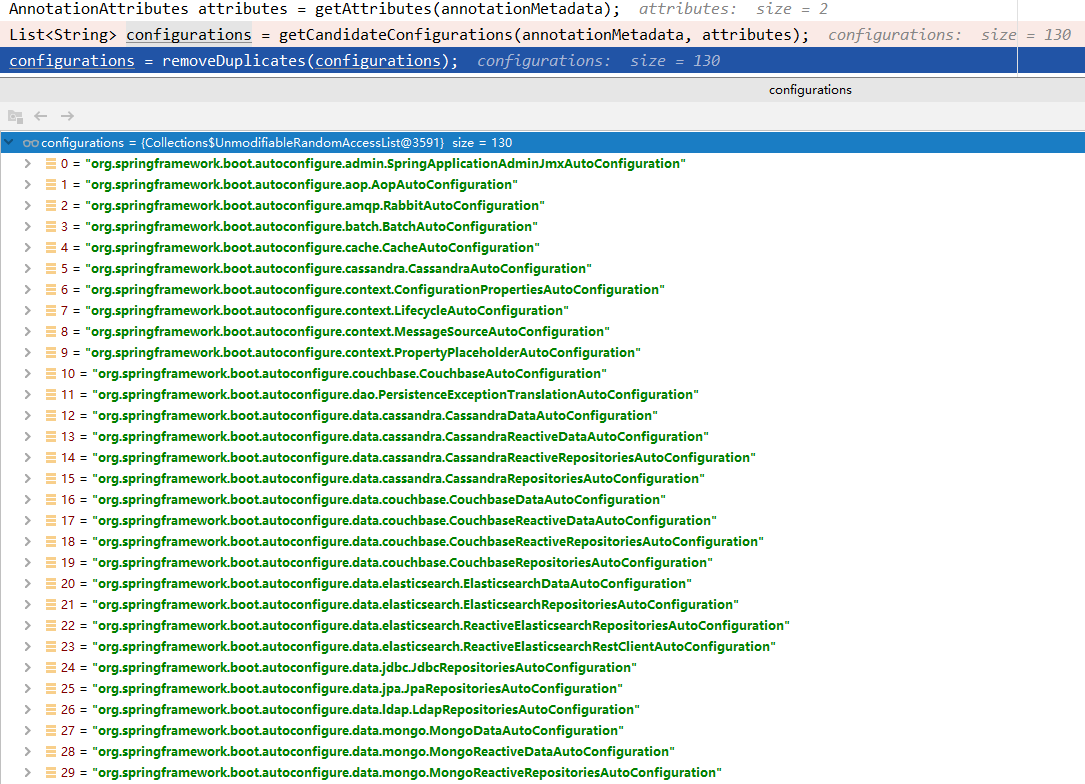 AnnotationAttributes attributes = getAttributes(annotationMetadata); attributes: size = 2
List<String> configurations = getCandidateConfigurations(annotationMetadata, attributes); configurations: size = 130
configurations = removeDuplicates(configurations); configurations: size = 130
configurations
configurations = {Collections$UnmodifiableRandomAccessList@3591} size = 130
0 = "org.springframework.boot.autoconfigure.admin.SpringApplicationAdminJmxAutoConfiguration"
1 = "org.springframework.boot.autoconfigure.aop.AopAutoConfiguration"
2 = "org.springframework.boot.autoconfigure.amqp.RabbitAutoConfiguration"
3 = "org.springframework.boot.autoconfigure.batch.BatchAutoConfiguration"
4 = "org.springframework.boot.autoconfigure.cache.CacheAutoConfiguration"
5 = "org.springframework.boot.autoconfigure.cassandra.CassandraAutoConfiguration"
6 = "org.springframework.boot.autoconfigure.context.ConfigurationPropertiesAutoConfiguration"
7 = "org.springframework.boot.autoconfigure.context.LifecycleAutoConfiguration"
8 = "org.springframework.boot.autoconfigure.context.MessageSourceAutoConfiguration"
9 = "org.springframework.boot.autoconfigure.context.PropertyPlaceholderAutoConfiguration"
10 = "org.springframework.boot.autoconfigure.couchbase.CouchbaseAutoConfiguration"
11 = "org.springframework.boot.autoconfigure.dao.PersistenceExceptionTranslationAutoConfiguration"
12 = "org.springframework.boot.autoconfigure.data.cassandra.CassandraDataAutoConfiguration"
13 = "org.springframework.boot.autoconfigure.data.cassandra.CassandraReactiveDataAutoConfiguration"
14 = "org.springframework.boot.autoconfigure.data.cassandra.CassandraReactiveRepositoriesAutoConfiguration"
15 = "org.springframework.boot.autoconfigure.data.cassandra.CassandraRepositoriesAutoConfiguration"
16 = "org.springframework.boot.autoconfigure.data.couchbase.CouchbaseDataAutoConfiguration"
17 = "org.springframework.boot.autoconfigure.data.couchbase.CouchbaseReactiveDataAutoConfiguration"
18 = "org.springframework.boot.autoconfigure.data.couchbase.CouchbaseReactiveRepositoriesAutoConfiguration"
19 = "org.springframework.boot.autoconfigure.data.couchbase.CouchbaseRepositoriesAutoConfiguration"
20 = "org.springframework.boot.autoconfigure.data.elasticsearch.ElasticsearchDataAutoConfiguration"
21 = "org.springframework.boot.autoconfigure.data.elasticsearch.ElasticsearchRepositoriesAutoConfiguration"
22 = "org.springframework.boot.autoconfigure.data.elasticsearch.ReactiveElasticsearchRepositoriesAutoConfiguration"
23 = "org.springframework.boot.autoconfigure.data.elasticsearch.ReactiveElasticsearchRestClientAutoConfiguration"
24 = "org.springframework.boot.autoconfigure.data.jdbc.JdbcRepositoriesAutoConfiguration"
25 = "org.springframework.boot.autoconfigure.data.jpa.JpaRepositoriesAutoConfiguration"
26 = "org.springframework.boot.autoconfigure.data.ldap.LdapRepositoriesAutoConfiguration"
27 = "org.springframework.boot.autoconfigure.data.mongo.MongoDataAutoConfiguration"
28 = "org.springframework.boot.autoconfigure.data.mongo.MongoReactiveDataAutoConfiguration"
29 = "org.springframework.boot.autoconfigure.data.mongo.MongoReactiveRepositoriesAutoConfiguration"